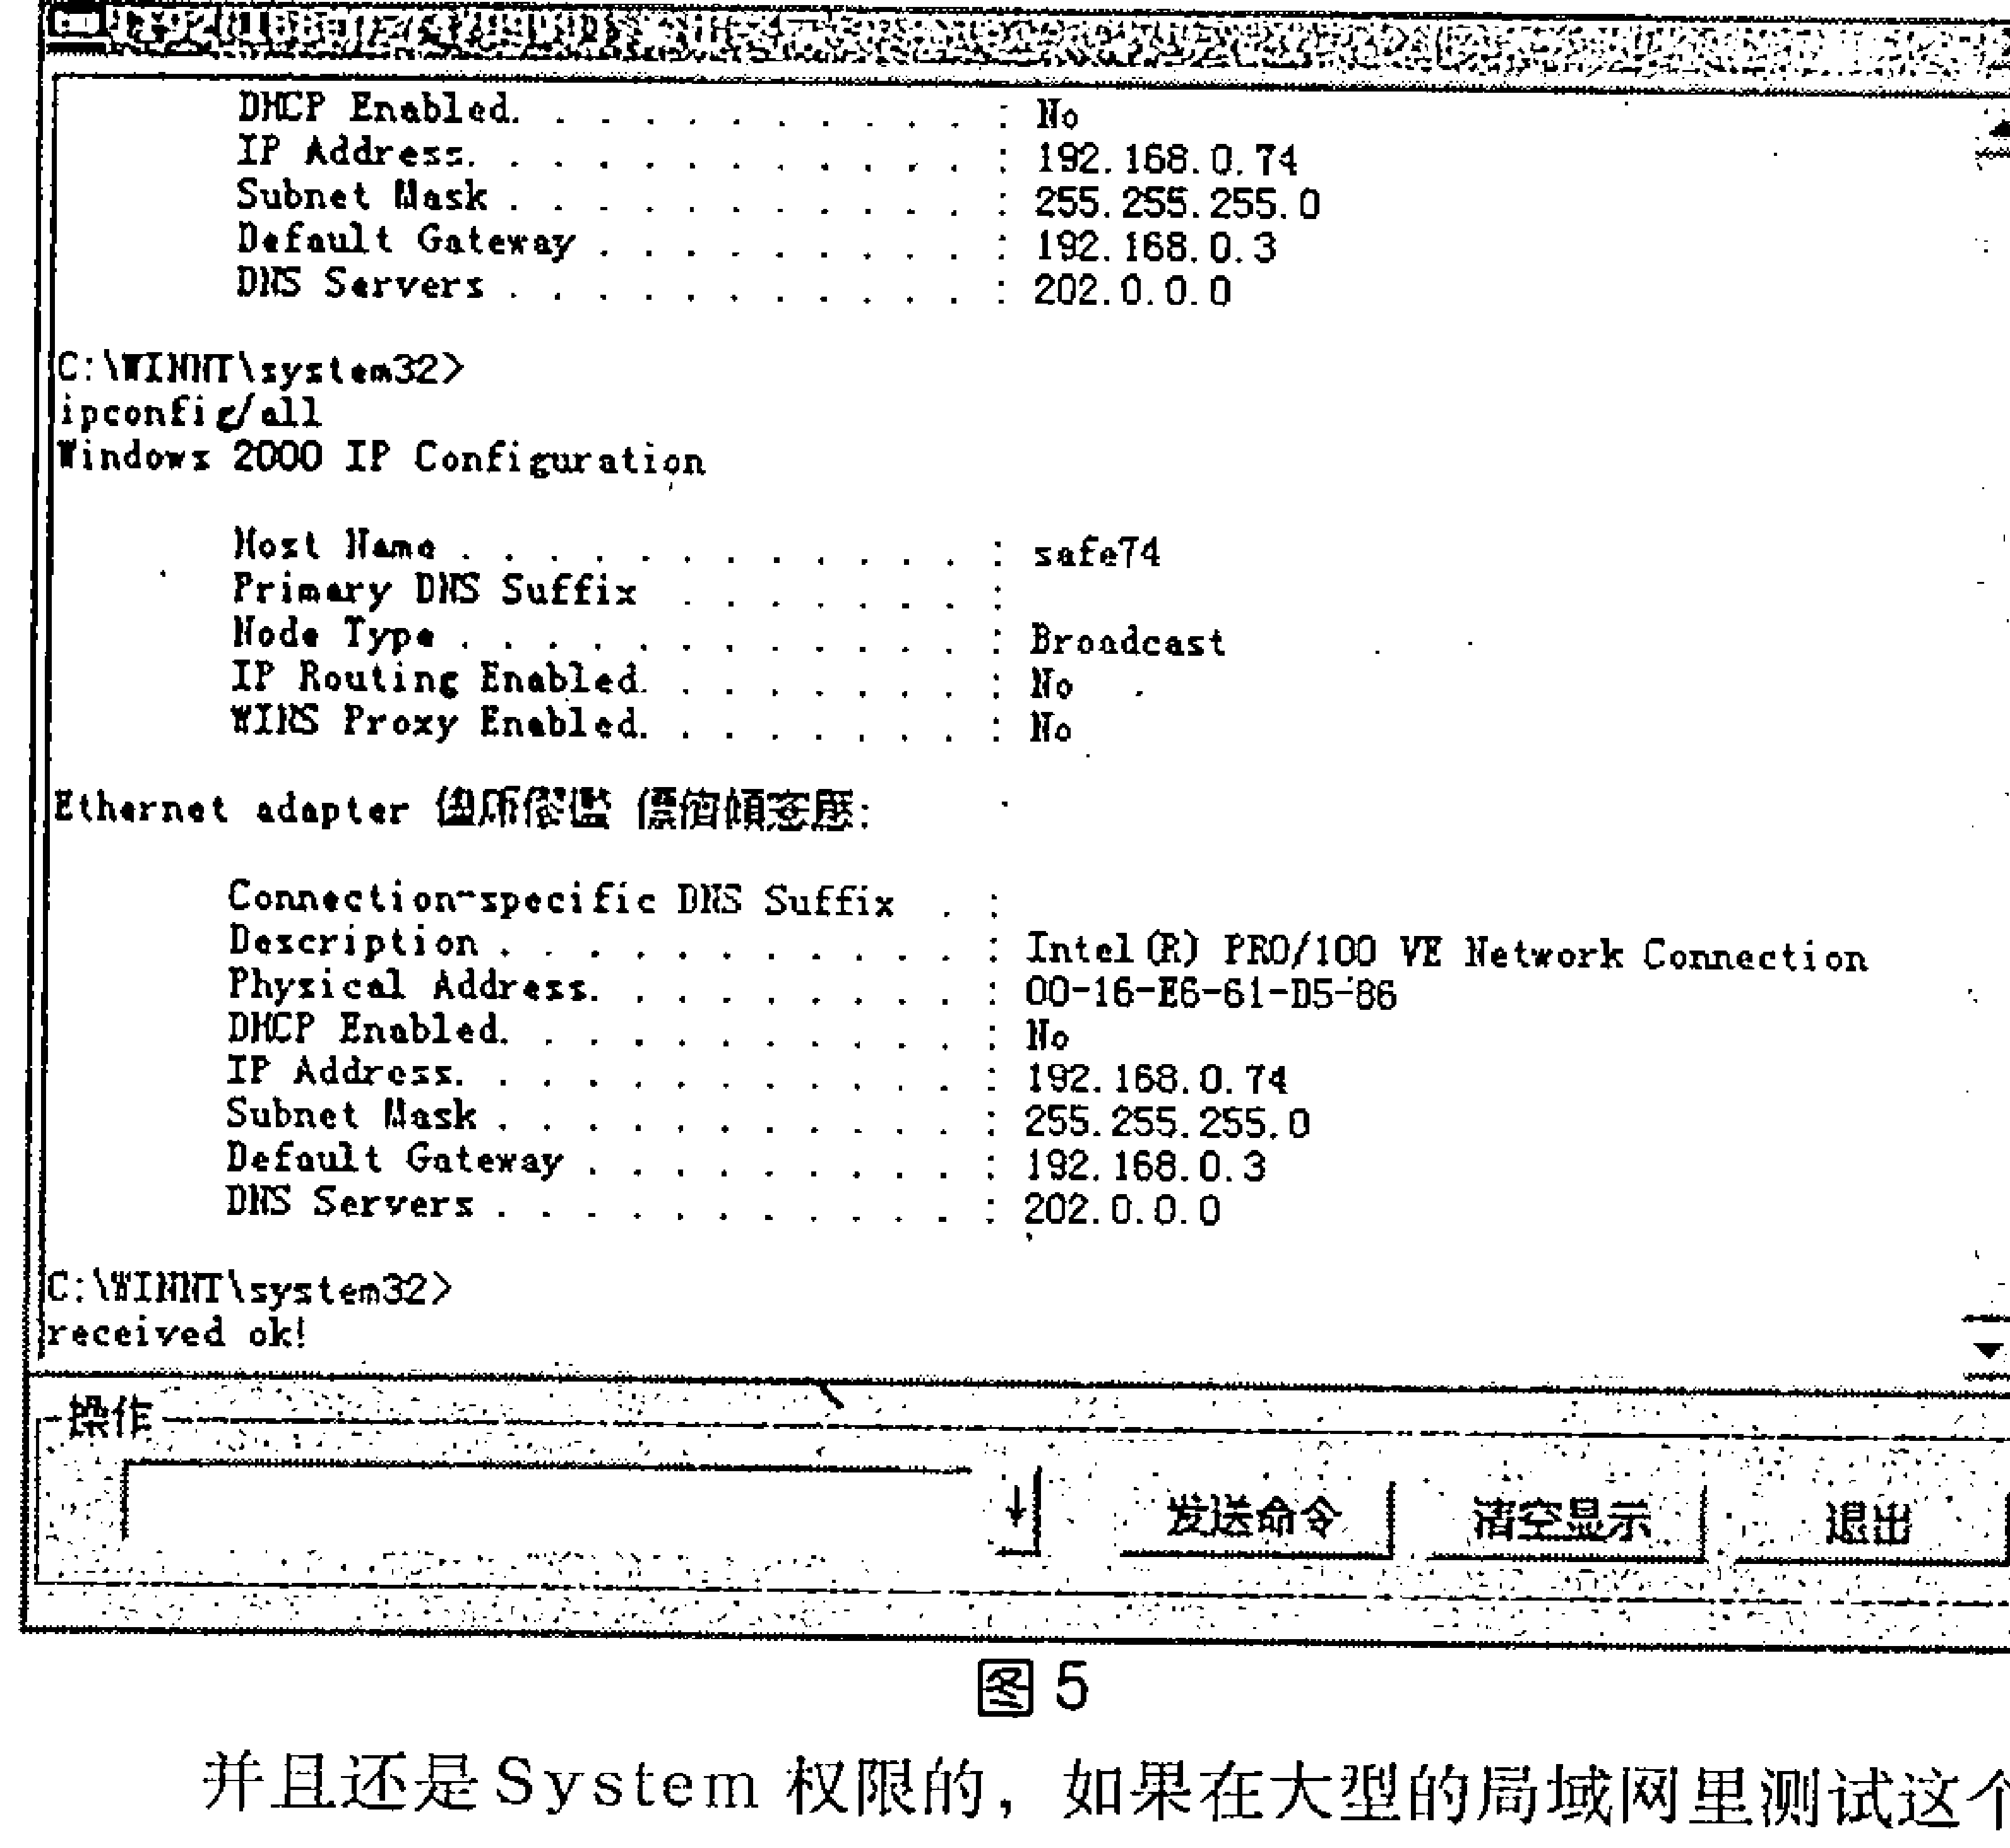 DHCP Enabled. . . . . . . . . . . : No
IP Address. . . . . . . . . . . . : 192.168.0.74
Subnet Mask . . . . . . . . . . . : 255.255.255.0
Default Gateway . . . . . . . . . : 192.168.0.3
DNS Servers . . . . . . . . . . . : 202.0.0.0
C:\WINNT\system32>
ipconfig/all
Windows 2000 IP Configuration
Host Name . . . . . . . . . . . . : safe74
Primary DNS Suffix . . . . . . . :
Node Type . . . . . . . . . . . . : Broadcast
IP Routing Enabled. . . . . . . . : No
WINS Proxy Enabled. . . . . . . . : No
Ethernet adapter
Connection-specific DNS Suffix . :
Description . . . . . . . . . . . : Intel(R) PRO/100 VE Network Connection
Physical Address. . . . . . . . . : 00-16-E6-61-D5-86
DHCP Enabled. . . . . . . . . . . : No
IP Address. . . . . . . . . . . . : 192.168.0.74
Subnet Mask . . . . . . . . . . . : 255.255.255.0
Default Gateway . . . . . . . . . : 192.168.0.3
DNS Servers . . . . . . . . . . . : 202.0.0.0
C:\WINNT\system32>
received ok!
操作
发送命令 清空显示 退出
图 5
并且还是System 权限的，如果在大型的局域网里测试这个